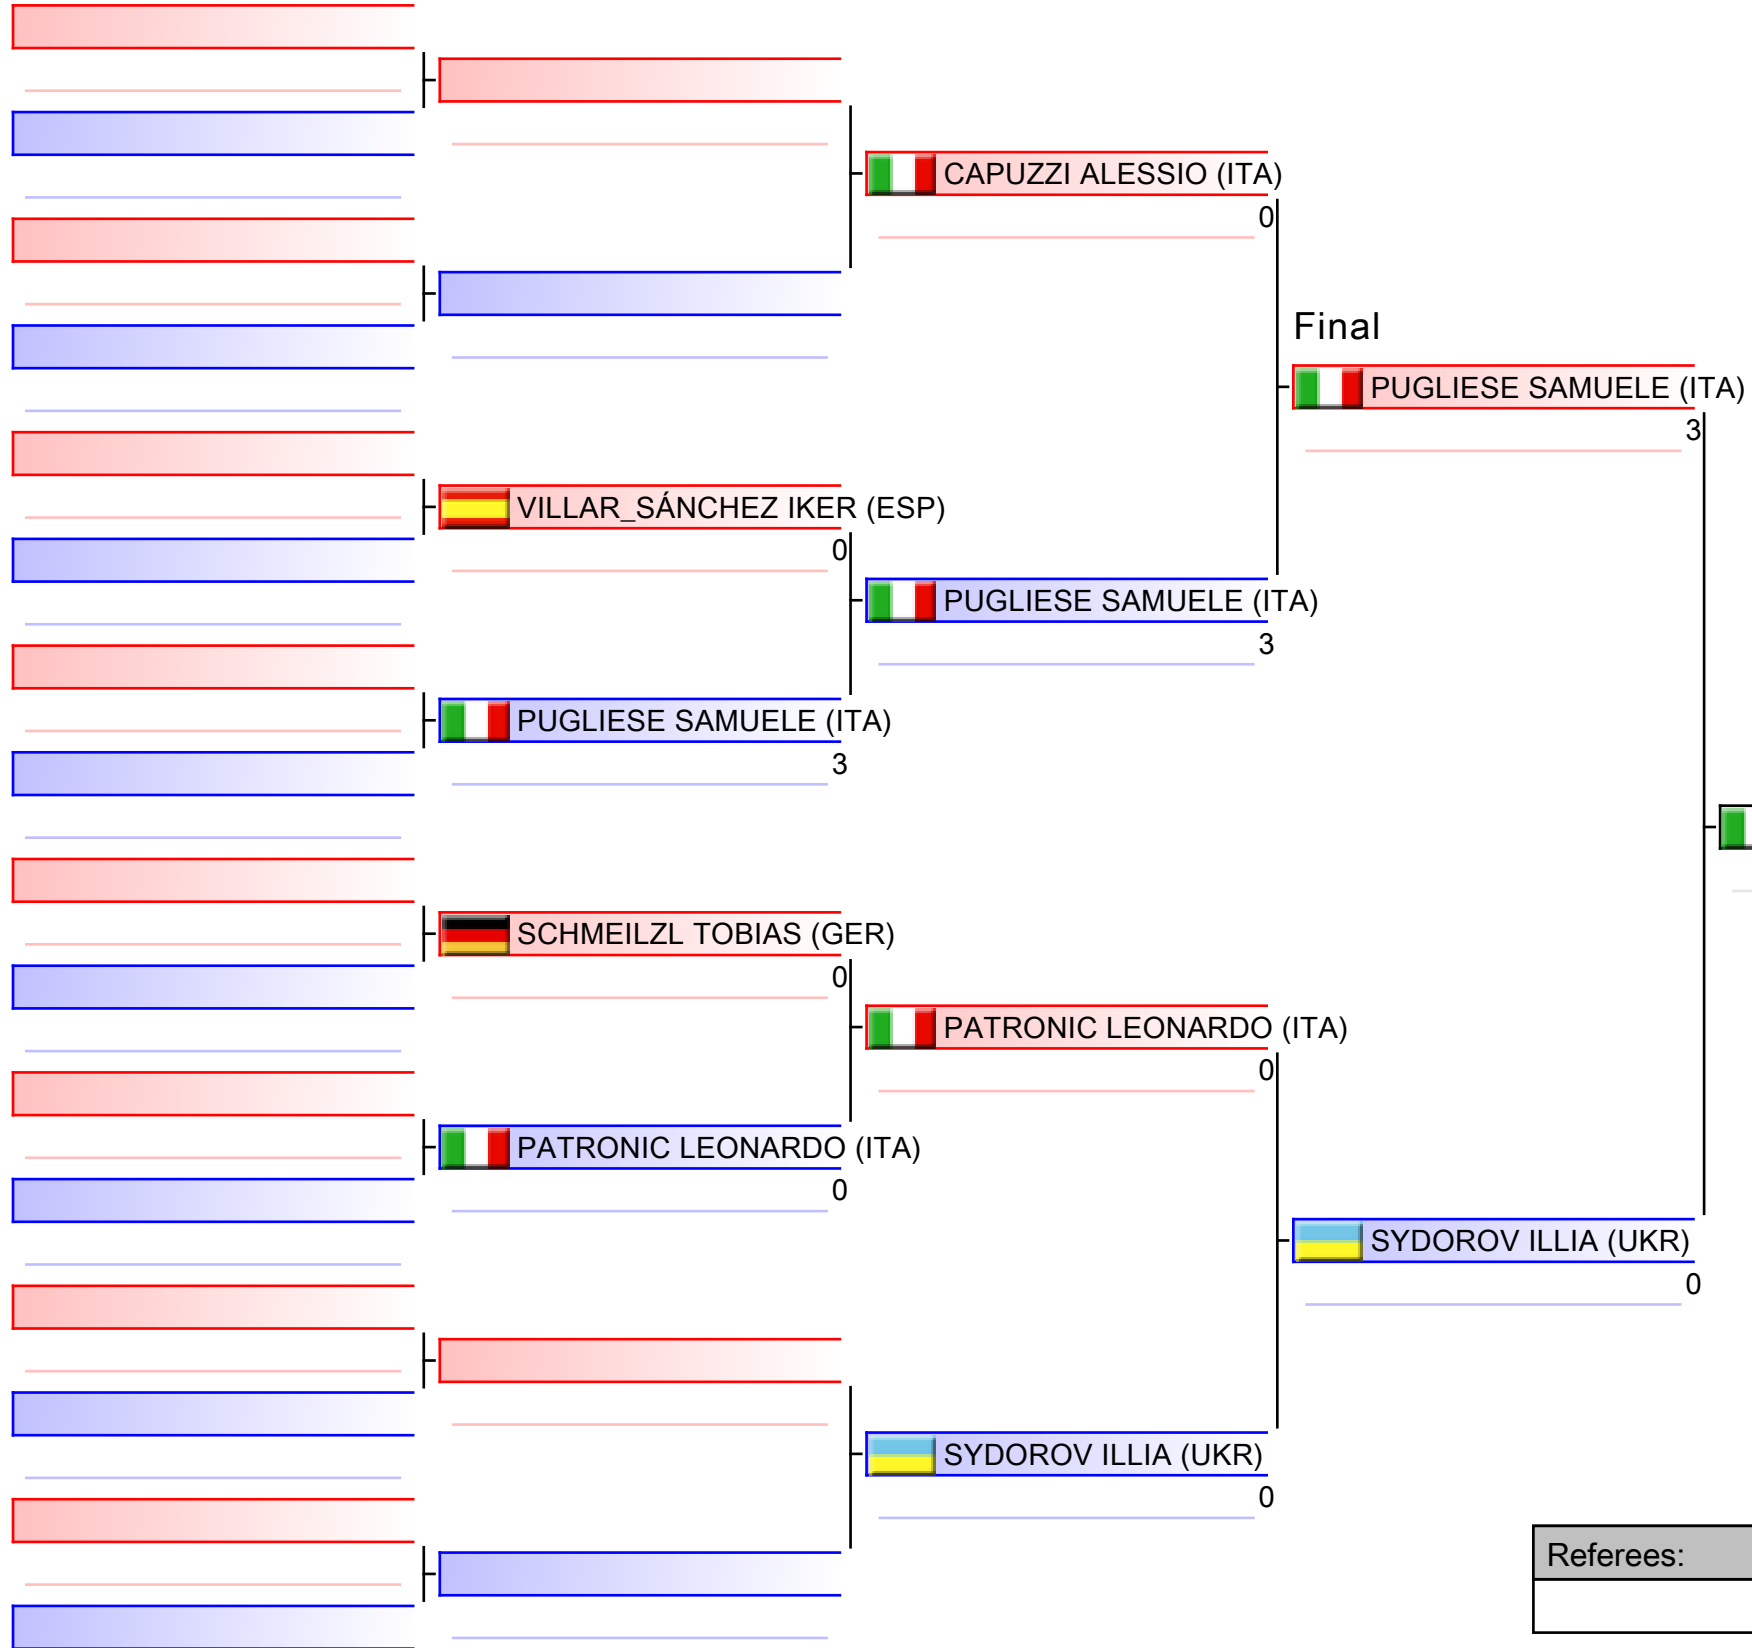 CAPUZZI ALESSIO (ITA)
0
Final
PUGLIESE SAMUELE (ITA)
3
VILLAR_SÁNCHEZ IKER (ESP)
0
PUGLIESE SAMUELE (ITA)
3
PUGLIESE SAMUELE (ITA)
3
SCHMEILZL TOBIAS (GER)
0
PATRONIC LEONARDO (ITA)
0
PATRONIC LEONARDO (ITA)
0
SYDOROV ILLIA (UKR)
0
SYDOROV ILLIA (UKR)
0
Referees: